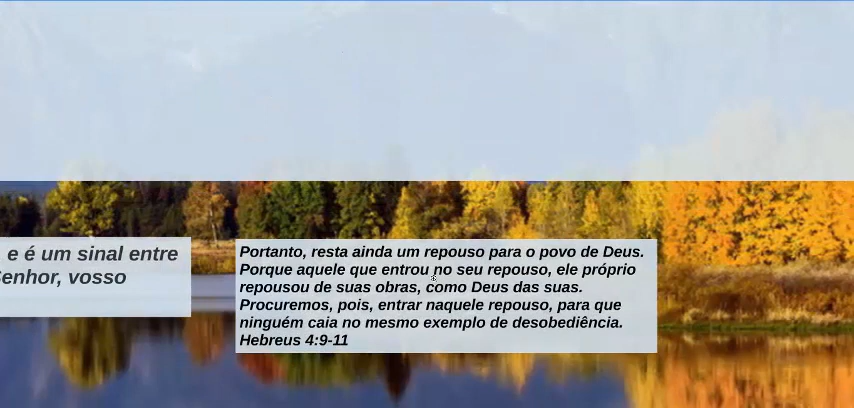 e é um sinal entre
Senhor, vosso
Portanto, resta ainda um repouso para o povo de Deus.
Porque aquele que entrou no seu repouso, ele próprio
repousou de suas obras, como Deus das suas.
Procuremos, pois, entrar naquele repouso, para que
ninguém caia no mesmo exemplo de desobediência.
Hebreus 4:9-11